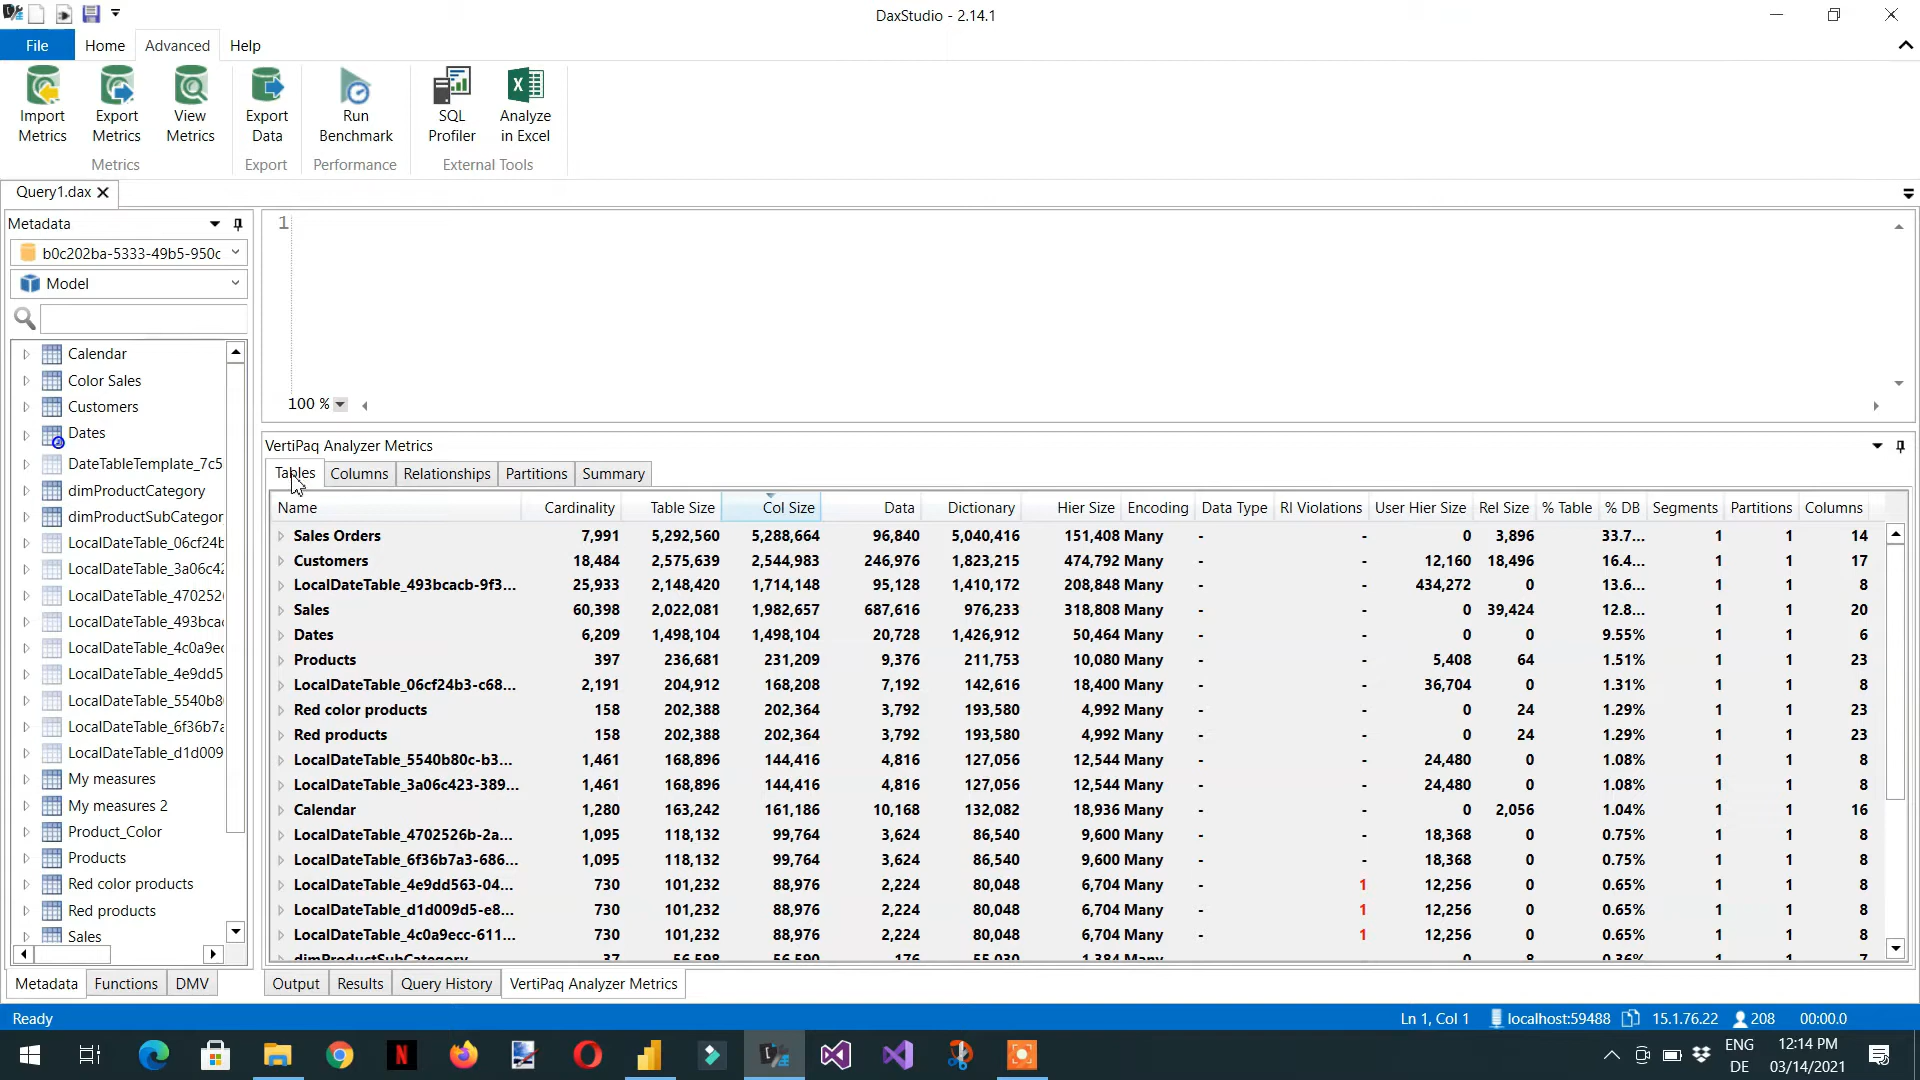 DaxStudio - 2.14.1
File Home Advanced Help
Import Metrics
Export Metrics
View Metrics
Export Data
Run Benchmark
SQL Profiler
Analyze in Excel
Metrics Export Performance External Tools
Query1.dax
Metadata
b0c202ba-5333-49b5-950c
Model
Calendar
Color Sales
Customers
Dates
DateTableTemplate_7c5
dimProductCategory
dimProductSubCategor
LocalDateTable_06cf24b
LocalDateTable_3a06c42
LocalDateTable_4702526
LocalDateTable_493bcac
LocalDateTable_4c0a9ec
LocalDateTable_4e9dd5
LocalDateTable_5540b8
LocalDateTable_6f36b7a
LocalDateTable_d1d009
My measures
My measures 2
Product_Color
Products
Red color products
Red products
Sales
Metadata Functions DMV
1
100 %
VertiPaq Analyzer Metrics
Tables Columns Relationships Partitions Summary
Name Cardinality Table Size Col Size Data Dictionary Hier Size Encoding Data Type RI Violations User Hier Size Rel Size % Table % DB Segments Partitions Columns
Sales Orders 7,991 5,292,560 5,288,664 96,840 5,040,416 151,408 Many - - 0 3,896 33.7... 1 1 14
Customers 18,484 2,575,639 2,544,983 246,976 1,823,215 474,792 Many - - 12,160 18,496 16.4... 1 1 17
LocalDateTable_493bcacb-9f3... 25,933 2,148,420 1,714,148 95,128 1,410,172 208,848 Many - - 434,272 0 13.6... 1 1 8
Sales 60,398 2,022,081 1,982,657 687,616 976,233 318,808 Many - - 0 39,424 12.8... 1 1 20
Dates 6,209 1,498,104 1,498,104 20,728 1,426,912 50,464 Many - - 0 0 9.55% 1 1 6
Products 397 236,681 231,209 9,376 211,753 10,080 Many - - 5,408 64 1.51% 1 1 23
LocalDateTable_06cf24b3-c68... 2,191 204,912 168,208 7,192 142,616 18,400 Many - - 36,704 0 1.31% 1 1 8
Red color products 158 202,388 202,364 3,792 193,580 4,992 Many - - 0 24 1.29% 1 1 23
Red products 158 202,388 202,364 3,792 193,580 4,992 Many - - 0 24 1.29% 1 1 23
LocalDateTable_5540b80c-b3... 1,461 168,896 144,416 4,816 127,056 12,544 Many - - 24,480 0 1.08% 1 1 8
LocalDateTable_3a06c423-389... 1,461 168,896 144,416 4,816 127,056 12,544 Many - - 24,480 0 1.08% 1 1 8
Calendar 1,280 163,242 161,186 10,168 132,082 18,936 Many - - 0 2,056 1.04% 1 1 16
LocalDateTable_4702526b-2a... 1,095 118,132 99,764 3,624 86,540 9,600 Many - - 18,368 0 0.75% 1 1 8
LocalDateTable_6f36b7a3-686... 1,095 118,132 99,764 3,624 86,540 9,600 Many - - 18,368 0 0.75% 1 1 8
LocalDateTable_4e9dd563-04... 730 101,232 88,976 2,224 80,048 6,704 Many - 1 12,256 0 0.65% 1 1 8
LocalDateTable_d1d009d5-e8... 730 101,232 88,976 2,224 80,048 6,704 Many - 1 12,256 0 0.65% 1 1 8
LocalDateTable_4c0a9ecc-611... 730 101,232 88,976 2,224 80,048 6,704 Many - 1 12,256 0 0.65% 1 1 8
dimProductSubCategory 37 56,598 56,590 176 55,030 1,384 Many - - 0 8 0.36% 1 1 7
Output Results Query History VertiPaq Analyzer Metrics
Ready Ln 1, Col 1 localhost:59488 15.1.76.22 208 00:00.0
ENG 12:14 PM
DE 03/14/2021